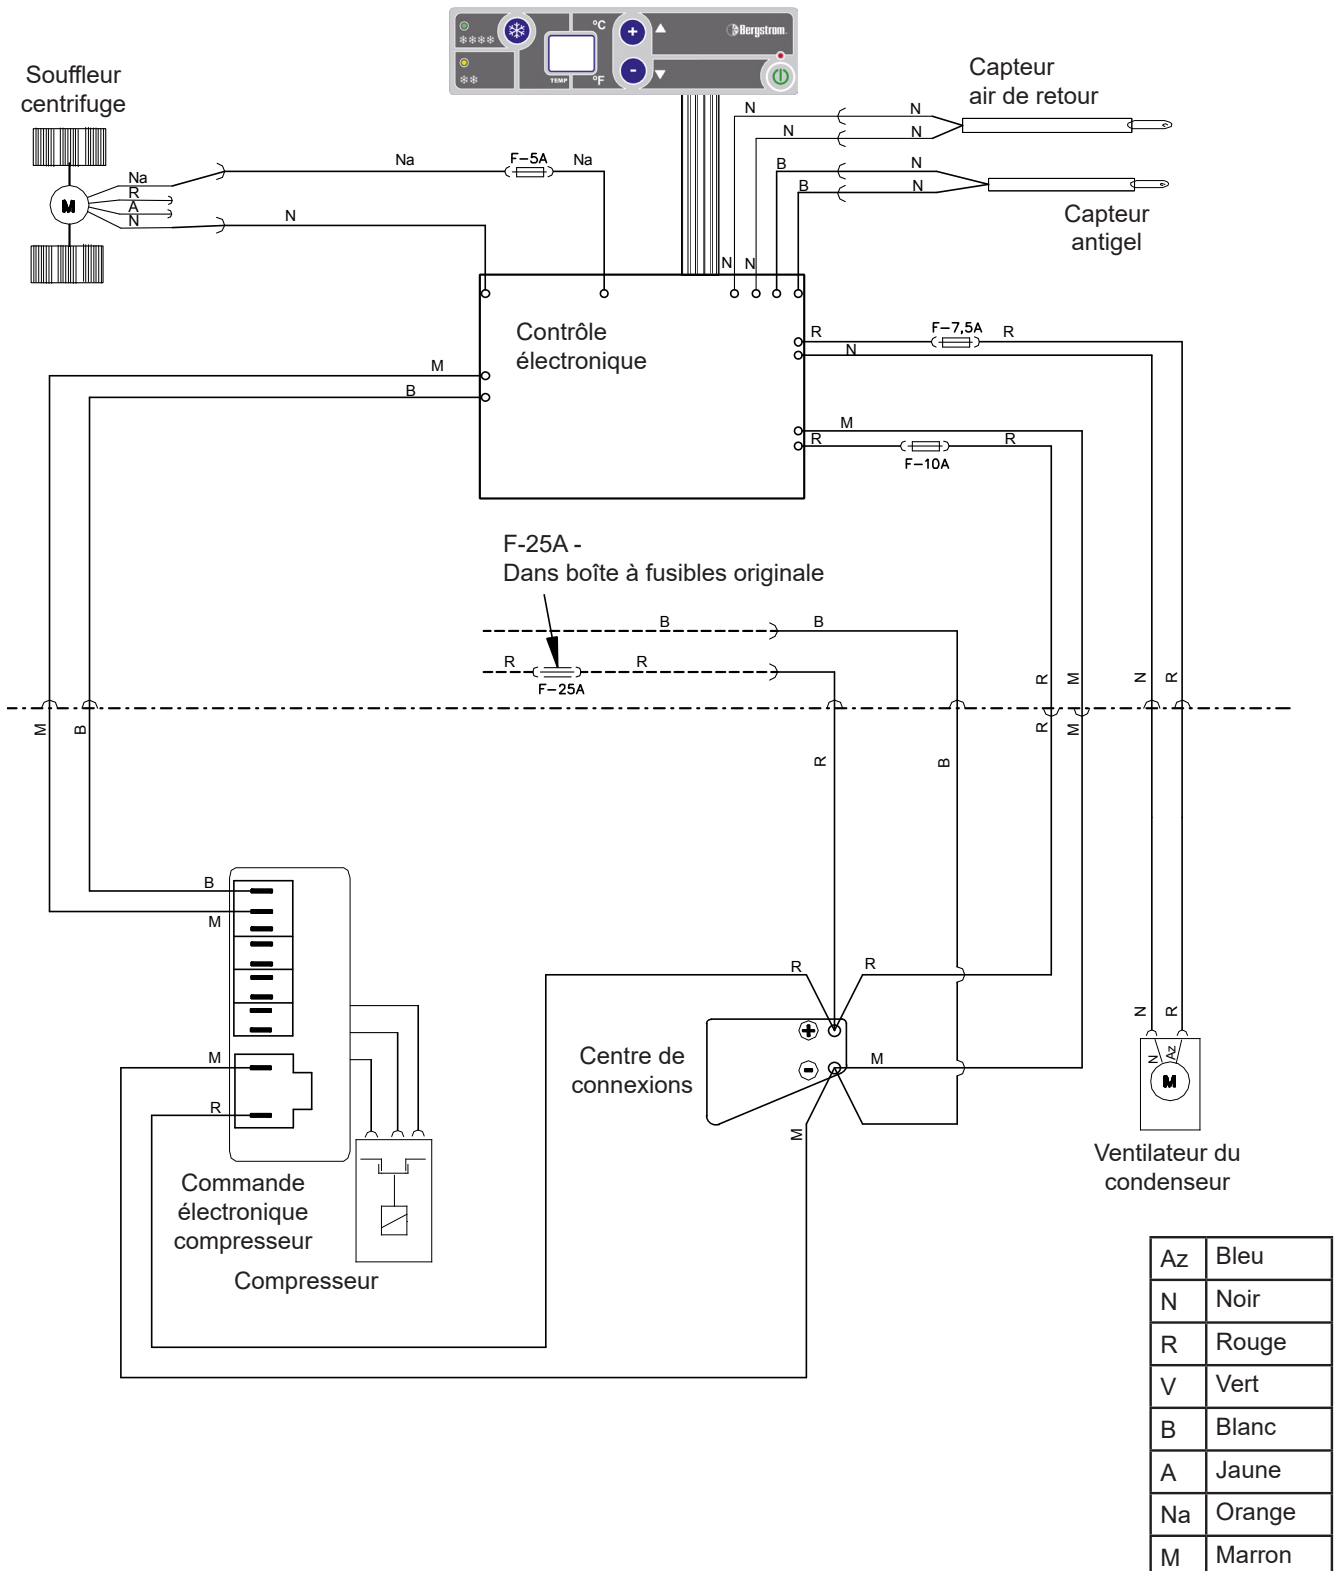 °C
Bergstrom
+
TEMP
°F
-
Souffleur
centrifuge
Capteur
air de retour
N
N
N
N
B
N
B
N
Capteur
antigel
Na
R
A
N
M
Na
F-5A
Na
N
N
N
Contrôle
électronique
R
F-7,5A
R
N
M
B
M
R
R
F-10A
F-25A -
Dans boîte à fusibles originale
B
B
R
R
F-25A
R
M
N
R
M
B
R
M
R
B
B
M
R
R
M
R
+
-
M
M
Centre de
connexions
N
R
N
Az
M
Ventilateur du
condenseur
Commande
électronique
compresseur
Compresseur
Az Bleu
N Noir
R Rouge
V Vert
B Blanc
A Jaune
Na Orange
M Marron